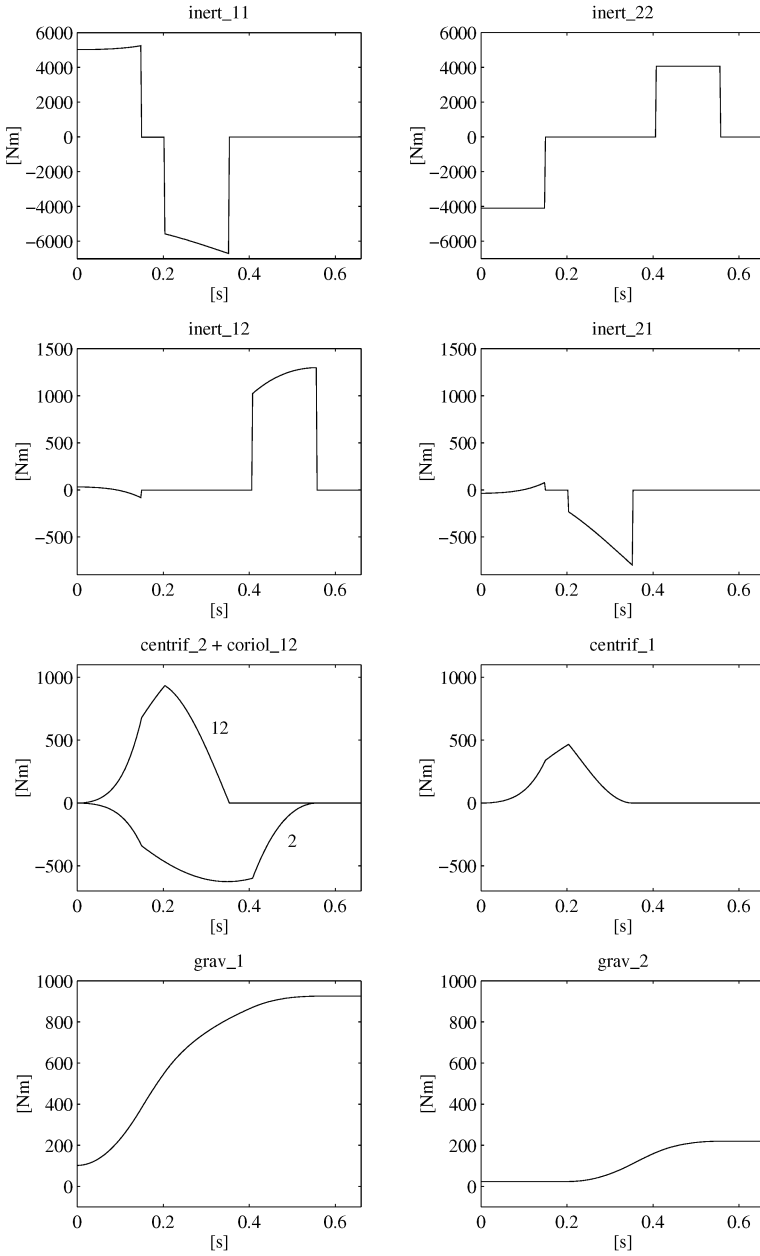 inert_11 inert_22
6000 6000
4000 4000
2000 2000
0 0
[Nm] [Nm]
−2000 −2000
−4000 −4000
−6000 −6000
0 0.2 0.4 0.6 0 0.2 0.4 0.6
[s] [s]
inert_12 inert_21
1500 1500
1000 1000
500 500
[Nm] [Nm]
0 0
−500 −500
0 0.2 0.4 0.6 0 0.2 0.4 0.6
[s] [s]
centrif_2 + coriol_12 centrif_1
1000 1000
12
500 500
[Nm] [Nm]
0 0
2
−500 −500
0 0.2 0.4 0.6 0 0.2 0.4 0.6
[s] [s]
grav_1 grav_2
1000 1000
800 800
600 600
[Nm] [Nm]
400 400
200 200
0 0
0 0.2 0.4 0.6 0 0.2 0.4 0.6
[s] [s]